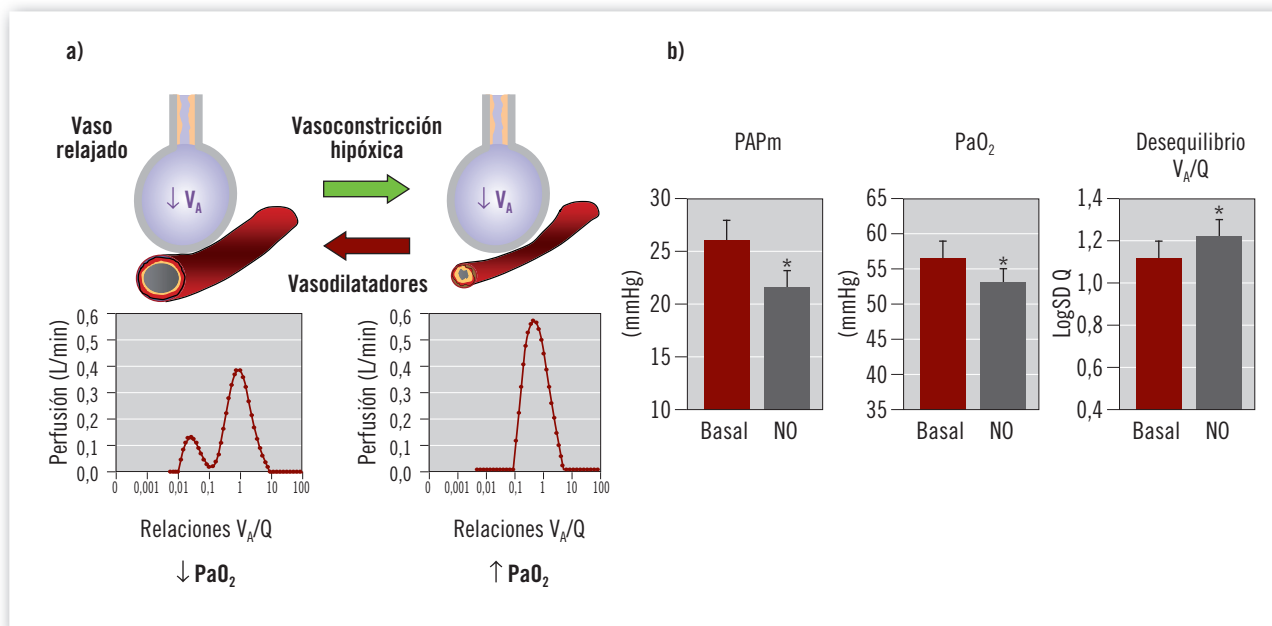 a)
Vaso
relajado
Vasoconstricción
hipóxica
↓ V_A
↓ V_A
Vasodilatadores
Perfusión (L/min)
0,6
0,5
0,4
0,3
0,2
0,1
0,0
0 0,001 0,01 0,1 1 10 100
Relaciones V_A/Q
↓ PaO₂
Perfusión (L/min)
0,6
0,5
0,4
0,3
0,2
0,1
0,0
0 0,001 0,01 0,1 1 10 100
Relaciones V_A/Q
↑ PaO₂
b)
PAPm
(mmHg)
30
25
20
15
10
*
Basal NO
PaO₂
(mmHg)
65
60
55
50
45
40
35
*
Basal NO
Desequilibrio
V_A/Q
LogSD Q
1,4
1,2
1,0
0,8
0,6
0,4
*
Basal NO